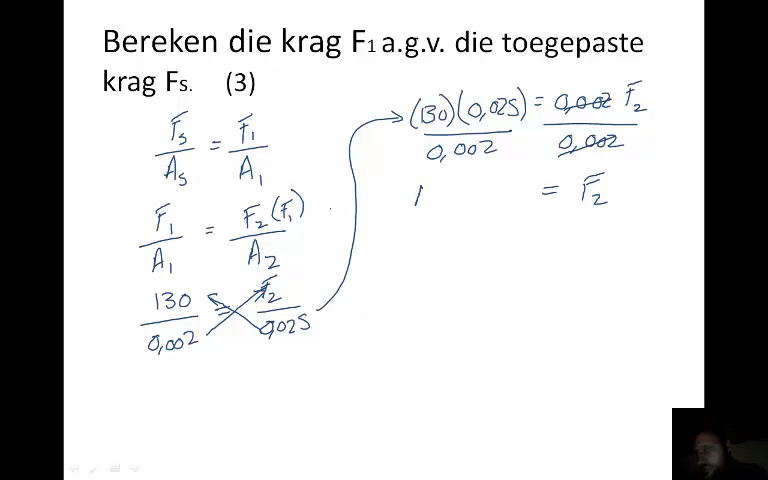 Bereken die krag F₁ a.g.v. die toegepaste
krag Fs. (3)
Fs/As = F1/A1
F1/A1 = F2(F1)/A2
130/0,002 = F2/0,025
(130)(0,025)/0,002 = 0,002 F2/0,002
1 = F2